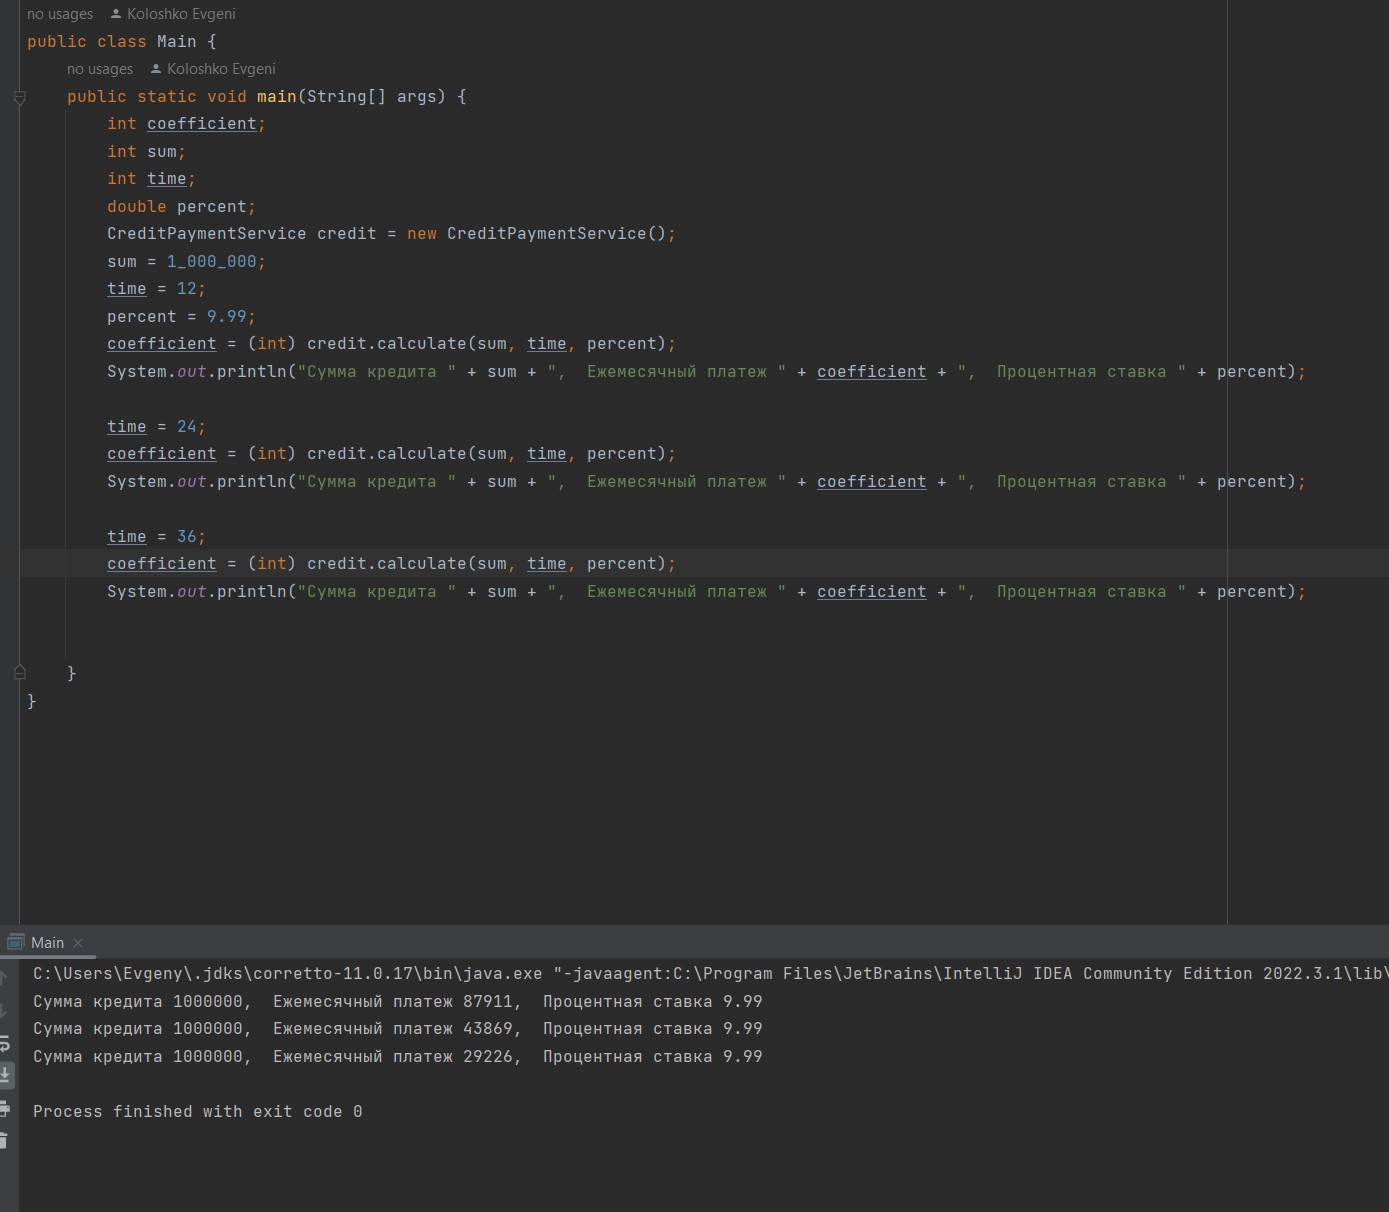 no usages Koloshko Evgeni
public class Main {
no usages Koloshko Evgeni
public static void main(String[] args) {
int coefficient;
int sum;
int time;
double percent;
CreditPaymentService credit = new CreditPaymentService();
sum = 1_000_000;
time = 12;
percent = 9.99;
coefficient = (int) credit.calculate(sum, time, percent);
System.out.println("Сумма кредита " + sum + ",  Ежемесячный платеж " + coefficient + ",  Процентная ставка " + percent);
time = 24;
coefficient = (int) credit.calculate(sum, time, percent);
System.out.println("Сумма кредита " + sum + ",  Ежемесячный платеж " + coefficient + ",  Процентная ставка " + percent);
time = 36;
coefficient = (int) credit.calculate(sum, time, percent);
System.out.println("Сумма кредита " + sum + ",  Ежемесячный платеж " + coefficient + ",  Процентная ставка " + percent);
}
}
Main
C:\Users\Evgeny\.jdks\corretto-11.0.17\bin\java.exe "-javaagent:C:\Program Files\JetBrains\IntelliJ IDEA Community Edition 2022.3.1\lib\
Сумма кредита 1000000,  Ежемесячный платеж 87911,  Процентная ставка 9.99
Сумма кредита 1000000,  Ежемесячный платеж 43869,  Процентная ставка 9.99
Сумма кредита 1000000,  Ежемесячный платеж 29226,  Процентная ставка 9.99
Process finished with exit code 0